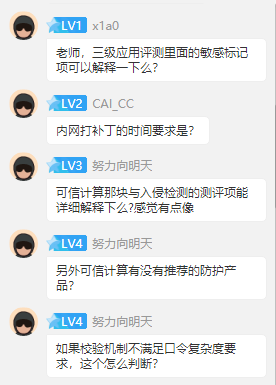 LV1 x1a0
老师，三级应用评测里面的敏感标记
项可以解释一下么？
LV2 CAI_CC
内网打补丁的时间要求是？
LV3 努力向明天
可信计算那块与入侵检测的测评项能
详细解释下么?感觉有点像
LV4 努力向明天
另外可信计算有没有推荐的防护产
品？
LV4 努力向明天
如果校验机制不满足口令复杂度要
求，这个怎么判断？